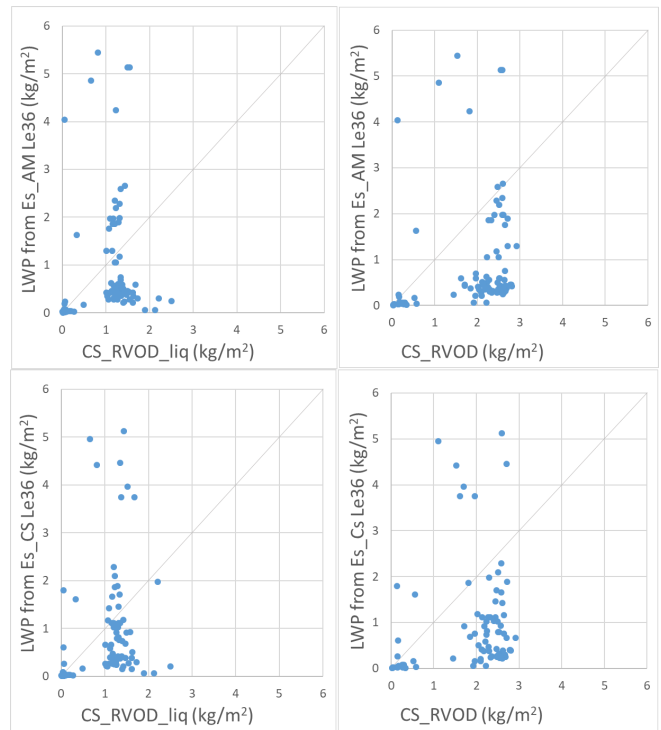 6
5
4
3
2
1
0
0 1 2 3 4 5 6
LWP from Es_AM Le36 (kg/m²)
CS_RVOD_liq (kg/m²)
6
5
4
3
2
1
0
0 1 2 3 4 5 6
LWP from Es_AM Le36 (kg/m²)
CS_RVOD (kg/m²)
6
5
4
3
2
1
0
0 1 2 3 4 5 6
LWP from Es_CS Le36 (kg/m²)
CS_RVOD_liq (kg/m²)
6
5
4
3
2
1
0
0 1 2 3 4 5 6
LWP from Es_Cs Le36 (kg/m²)
CS_RVOD (kg/m²)